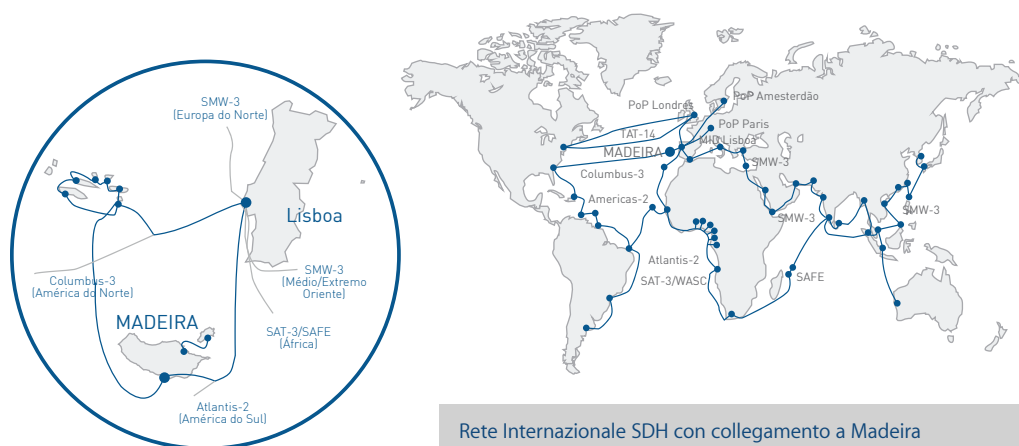 SMW-3
(Europa do Norte)
Lisboa
Columbus-3
(América do Norte)
SMW-3
(Médio/Extremo
Oriente)
MADEIRA
SAT-3/SAFE
(África)
Atlantis-2
(América do Sul)
PoP Londres
PoP Amesterdão
TAT-14
PoP Paris
MADEIRA
MID Lisboa
Columbus-3
SMW-3
Americas-2
SMW-3
SMW-3
Atlantis-2
SAT-3/WASC
SAFE
Rete Internazionale SDH con collegamento a Madeira